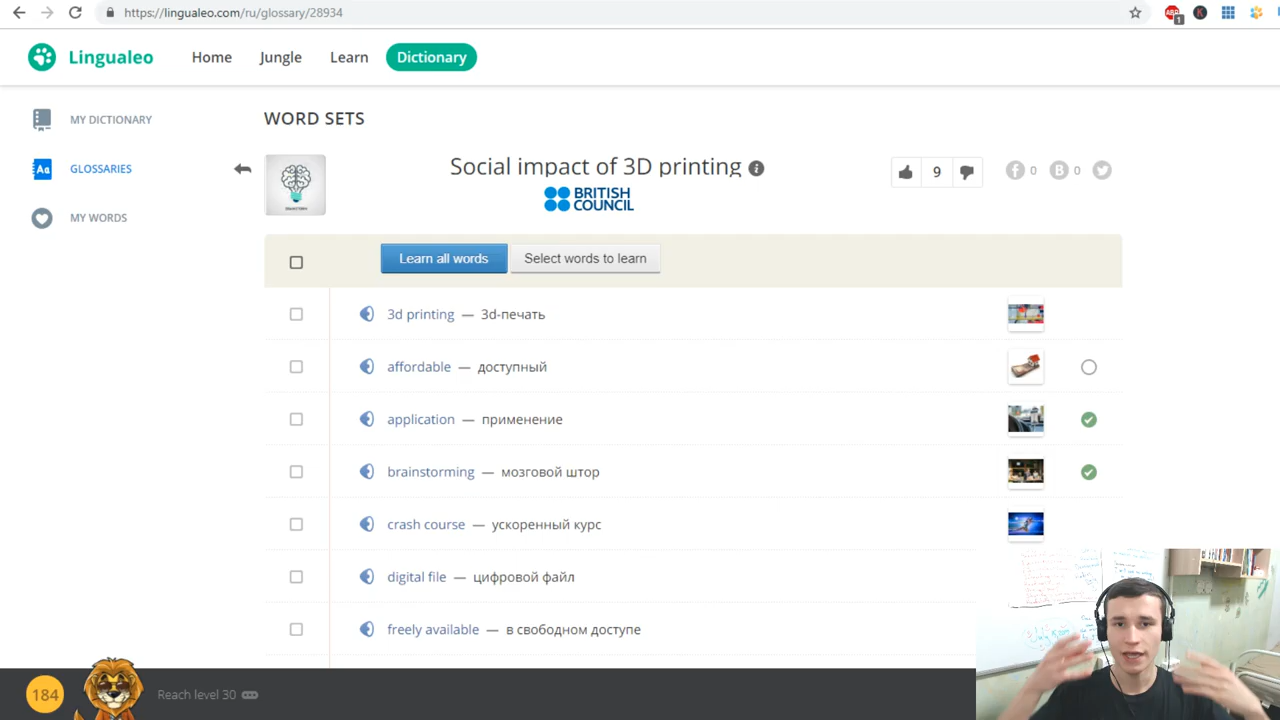 https://lingualeo.com/ru/glossary/28934
ABP
1
K
Lingualeo
Home
Jungle
Learn
Dictionary
MY DICTIONARY
Aa
GLOSSARIES
MY WORDS
WORD SETS
Social impact of 3D printing
BRITISH
COUNCIL
9
0
B
0
Learn all words
Select words to learn
3d printing — 3d-печать
affordable — доступный
application — применение
brainstorming — мозговой штор
crash course — ускоренный курс
digital file — цифровой файл
freely available — в свободном доступе
184
Reach level 30